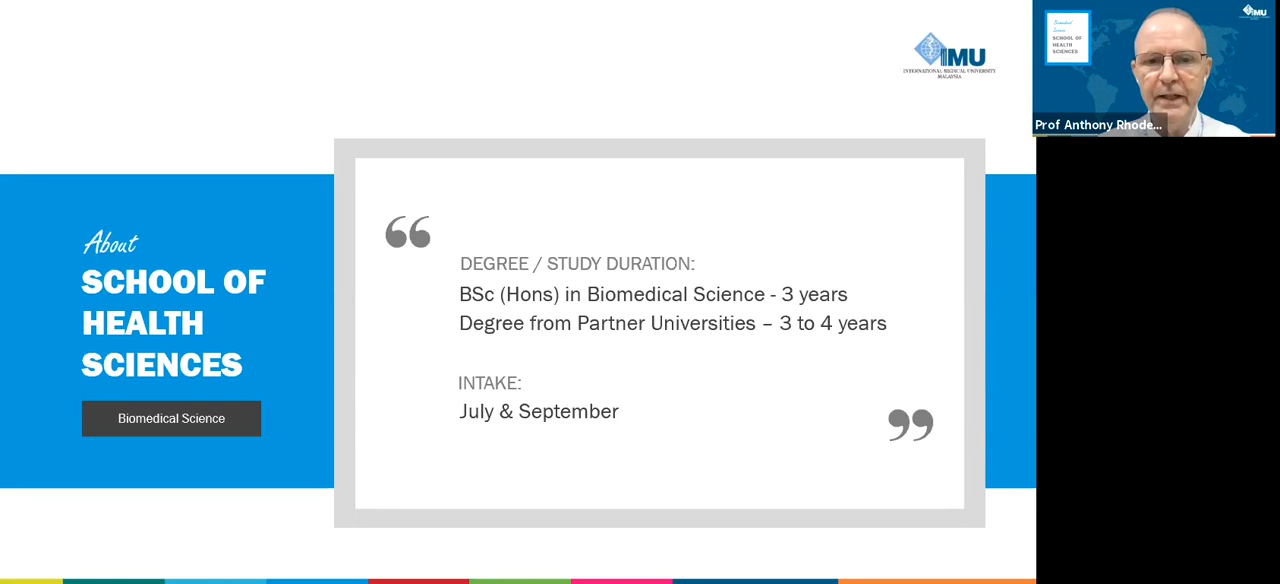 IMU
INTERNATIONAL MEDICAL UNIVERSITY
MALAYSIA
About
SCHOOL OF
HEALTH
SCIENCES
Biomedical Science
“
DEGREE / STUDY DURATION:
BSc (Hons) in Biomedical Science - 3 years
Degree from Partner Universities – 3 to 4 years
INTAKE:
July & September
”
Biomedical
Science
SCHOOL OF
HEALTH
SCIENCES
IMU
Prof Anthony Rhode...